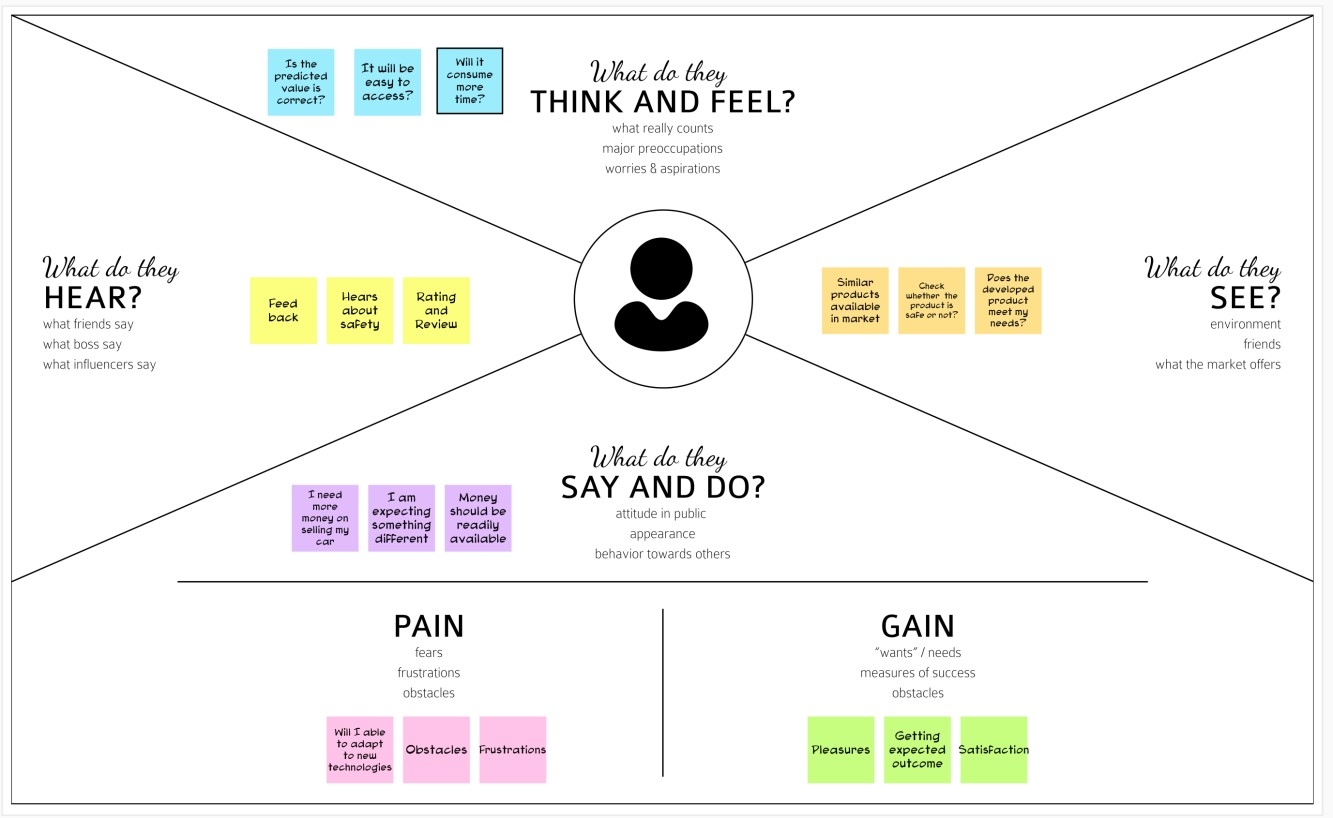 Is the
predicted
value is
correct?
It will be
easy to
access?
Will it
consume
more
time?
What do they
THINK AND FEEL?
what really counts
major preoccupations
worries & aspirations
What do they
HEAR?
what friends say
what boss say
what influencers say
Feed
back
Hears
about
safety
Rating
and
Review
Similar
products
available
in market
Check
whether the
product is
safe or not?
Does the
developed
product
meet my
needs?
What do they
SEE?
environment
friends
what the market offers
What do they
SAY AND DO?
attitude in public
appearance
behavior towards others
I need
more
money on
selling my
car
I am
expecting
something
different
Money
should be
readily
available
PAIN
fears
frustrations
obstacles
Will I able
to adapt
to new
technologies
Obstacles
Frustrations
GAIN
"wants" / needs
measures of success
obstacles
Pleasures
Getting
expected
outcome
Satisfaction